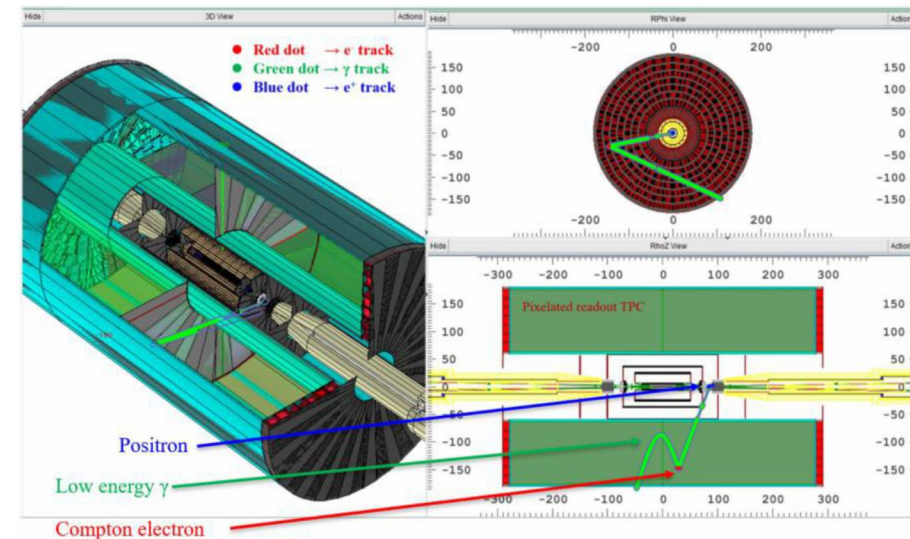 Hide 3D View Actions
Hide RPhi View Action
Red dot → e- track
Green dot → γ track
Blue dot → e+ track
-200 0 200
150 150
100 100
50 50
0 0
-50 -50
-100 -100
-150 -150
-200 0 200
Hide RhoZ View Action
-300 -200 -100 0 100 200 300
150 Pixelated readout TPC 150
100 100
50 50
0 0
-50 -50
Positron
-100 -100
Low energy γ
-150 -150
-300 -200 -100 0 100 200 300
Compton electron